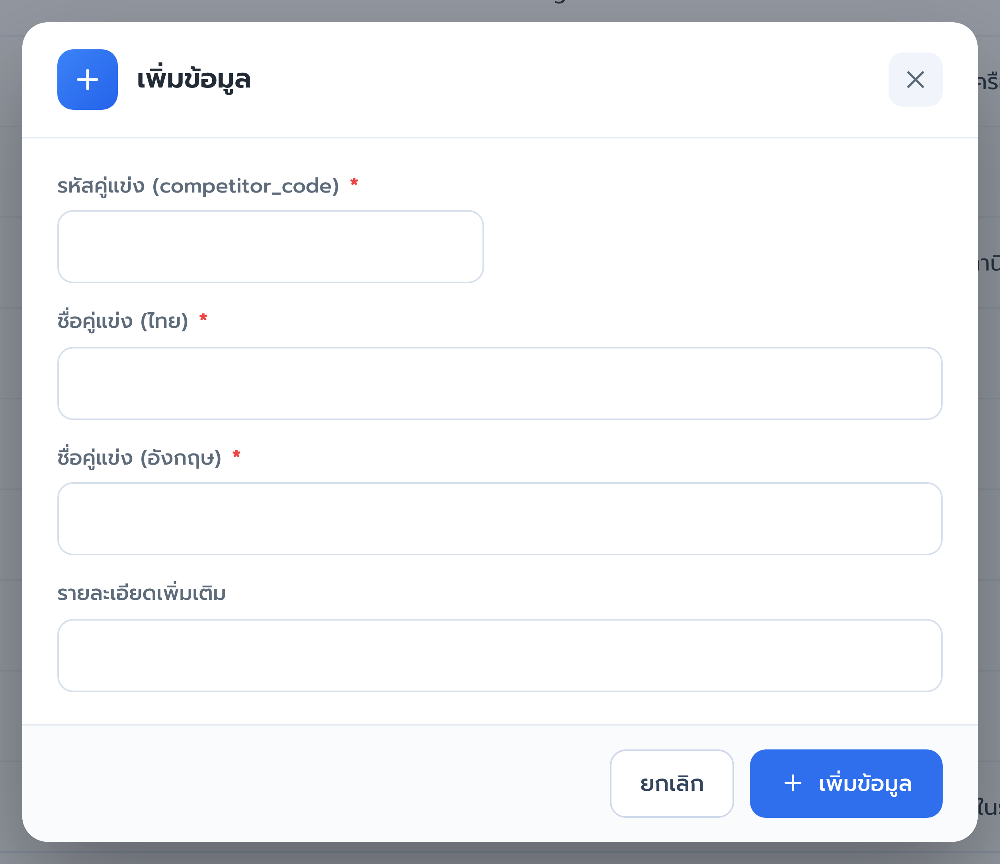 เพิ่มข้อมูล
รหัสคู่แข่ง (competitor_code) *
ชื่อคู่แข่ง (ไทย) *
ชื่อคู่แข่ง (อังกฤษ) *
รายละเอียดเพิ่มเติม
ยกเลิก
เพิ่มข้อมูล